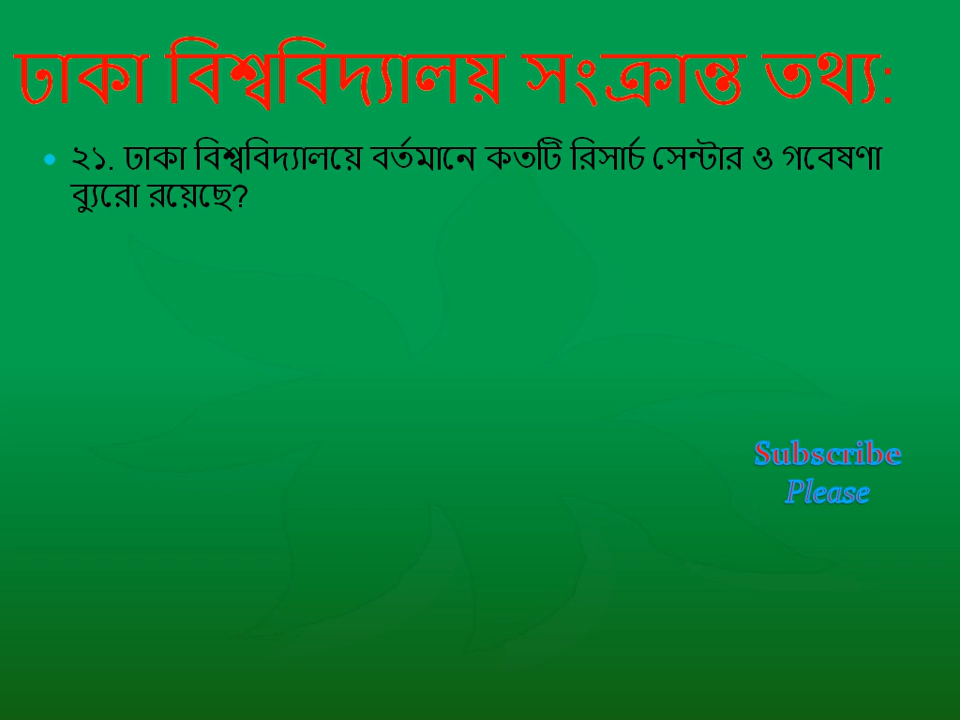 ঢাকা বিশ্ববিদ্যালয় সংক্রান্ত তথ্য:
২১. ঢাকা বিশ্ববিদ্যালয়ে বর্তমানে কতটি রিসার্চ সেন্টার ও গবেষণা
ব্যুরো রয়েছে?
Subscribe
Please